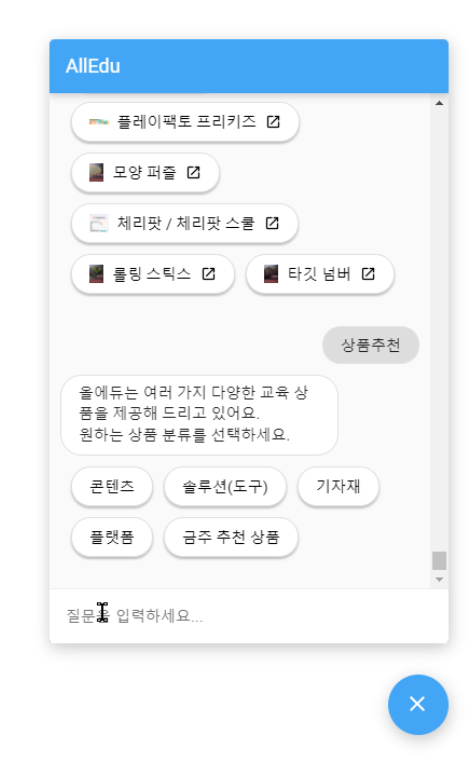 AllEdu
플레이팩토 프리키즈
모양 퍼즐
체리팟 / 체리팟 스쿨
롤링 스틱스
타깃 넘버
상품추천
올에듀는 여러 가지 다양한 교육 상
품을 제공해 드리고 있어요.
원하는 상품 분류를 선택하세요.
콘텐츠
솔루션(도구)
기자재
플랫폼
금주 추천 상품
질문을 입력하세요...